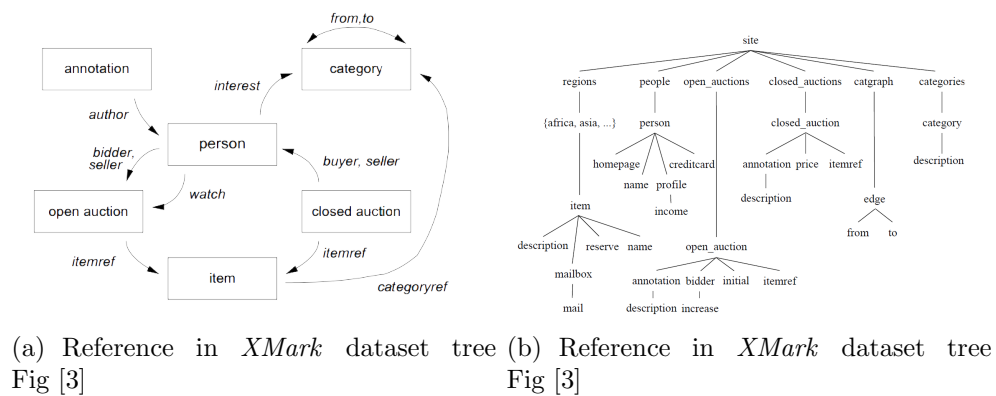 from,to
annotation
category
interest
author
person
bidder,
seller
buyer, seller
watch
open auction
closed auction
itemref
itemref
item
categoryref
(a) Reference in XMark dataset tree
Fig [3]
site
regions people open_auctions closed_auctions catgraph categories
{africa, asia, ...} person closed_auction category
homepage creditcard annotation price itemref description
name profile
description
item income edge
from to
description reserve name open_auction
mailbox annotation bidder initial itemref
mail description increase
(b) Reference in XMark dataset tree
Fig [3]